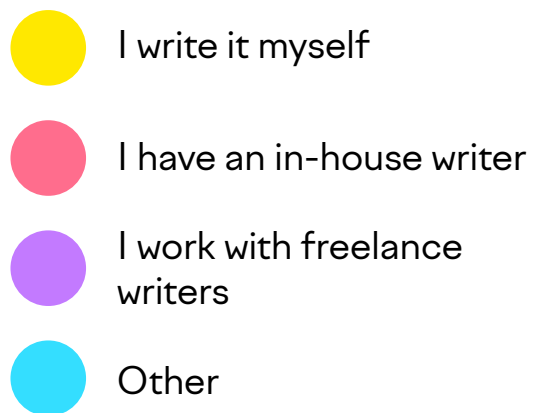 I write it myself
I have an in-house writer
I work with freelance
writers
Other